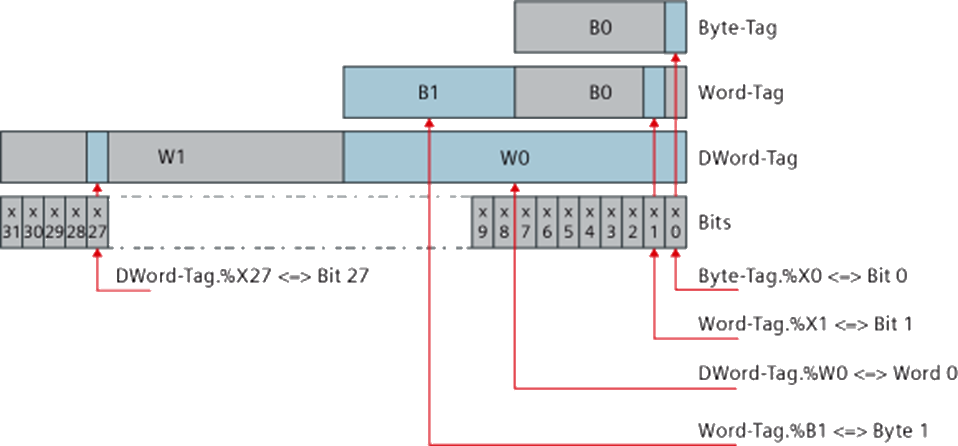 B0 Byte-Tag
B1 B0 Word-Tag
W1 W0 DWord-Tag
x 31 x 30 x 29 x 28 x 27 x 9 x 8 x 7 x 6 x 5 x 4 x 3 x 2 x 1 x 0 Bits
DWord-Tag.%X27 <=> Bit 27
Byte-Tag.%X0 <=> Bit 0
Word-Tag.%X1 <=> Bit 1
DWord-Tag.%W0 <=> Word 0
Word-Tag.%B1 <=> Byte 1